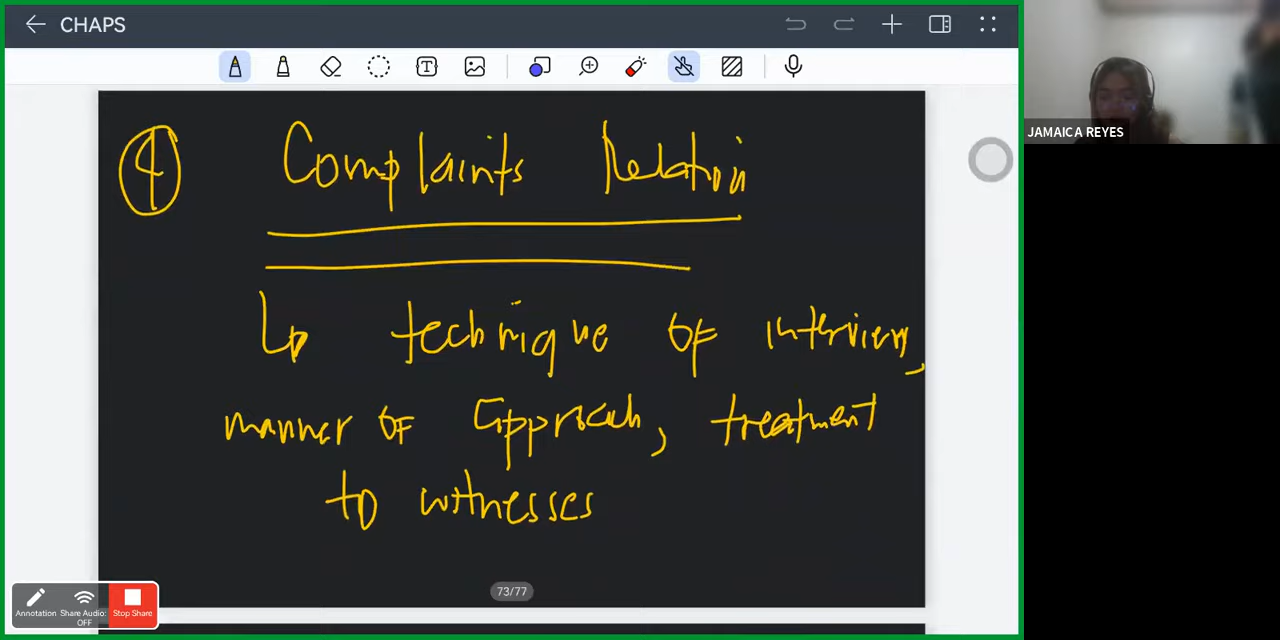 CHAPS
JAMAICA REYES
4 Complaints Relation
technique of interview,
manner of approach, treatment
to witnesses
73/77
Annotation Share Audio: OFF Stop Share